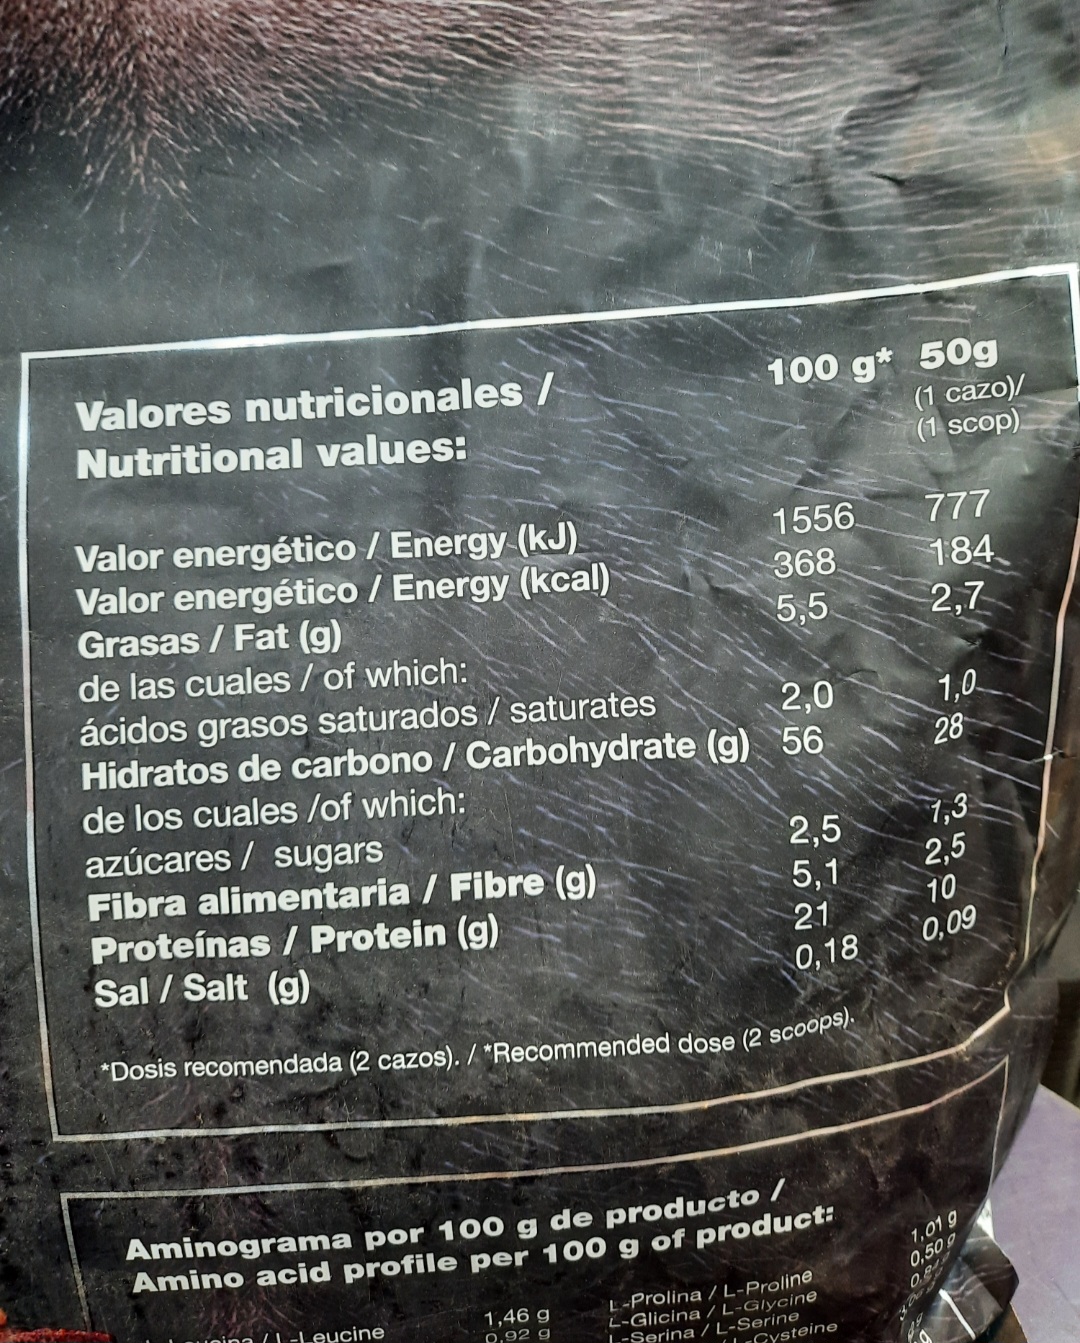 100 g* 50g
(1 cazo)/
(1 scop)
Valores nutricionales /
Nutritional values:
Valor energético / Energy (kJ) 1556 777
Valor energético / Energy (kcal) 368 184
Grasas / Fat (g) 5,5 2,7
de las cuales / of which:
ácidos grasos saturados / saturates 2,0 1,0
Hidratos de carbono / Carbohydrate (g) 56 28
de los cuales /of which:
azúcares / sugars 2,5 1,3
Fibra alimentaria / Fibre (g) 5,1 2,5
Proteínas / Protein (g) 21 10
Sal / Salt (g) 0,18 0,09
*Dosis recomendada (2 cazos). / *Recommended dose (2 scoops).
Aminograma por 100 g de producto /
Amino acid profile per 100 g of product:
L-Leucine 1,46 g
0,92 g
L-Prolina / L-Proline 1,01 g
L-Glicina / L-Glycine 0,50 g
L-Serina / L-Serine
L-Cysteine